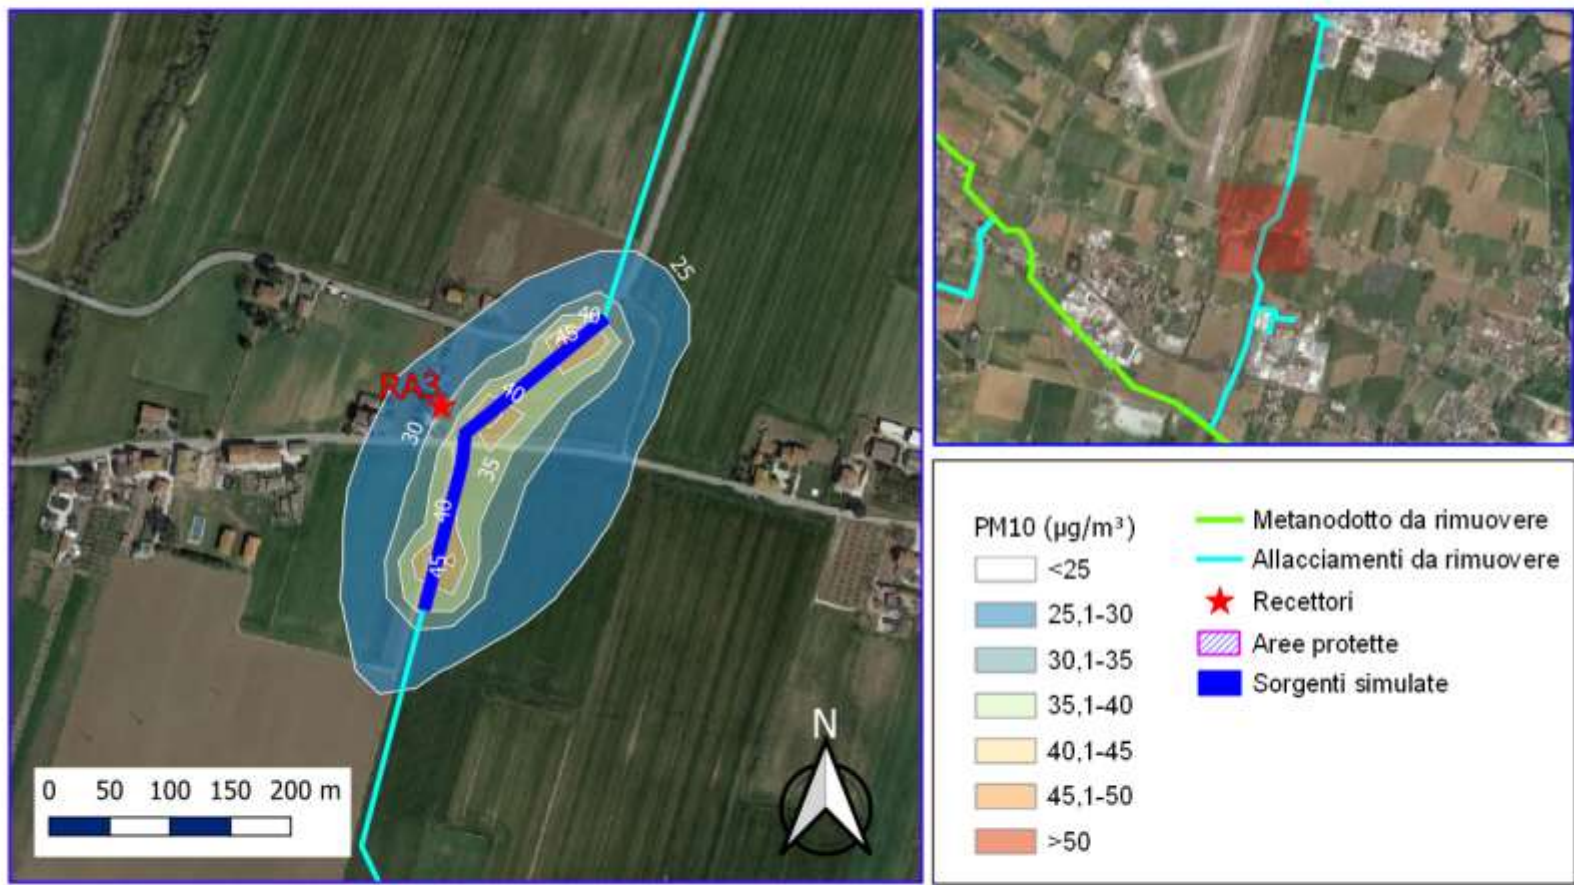 25
40
45
40
RA3
30
35
40
45
N
0 50 100 150 200 m
PM10 (µg/m³)
<25
25,1-30
30,1-35
35,1-40
40,1-45
45,1-50
>50
Metanodotto da rimuovere
Allacciamenti da rimuovere
Recettori
Aree protette
Sorgenti simulate